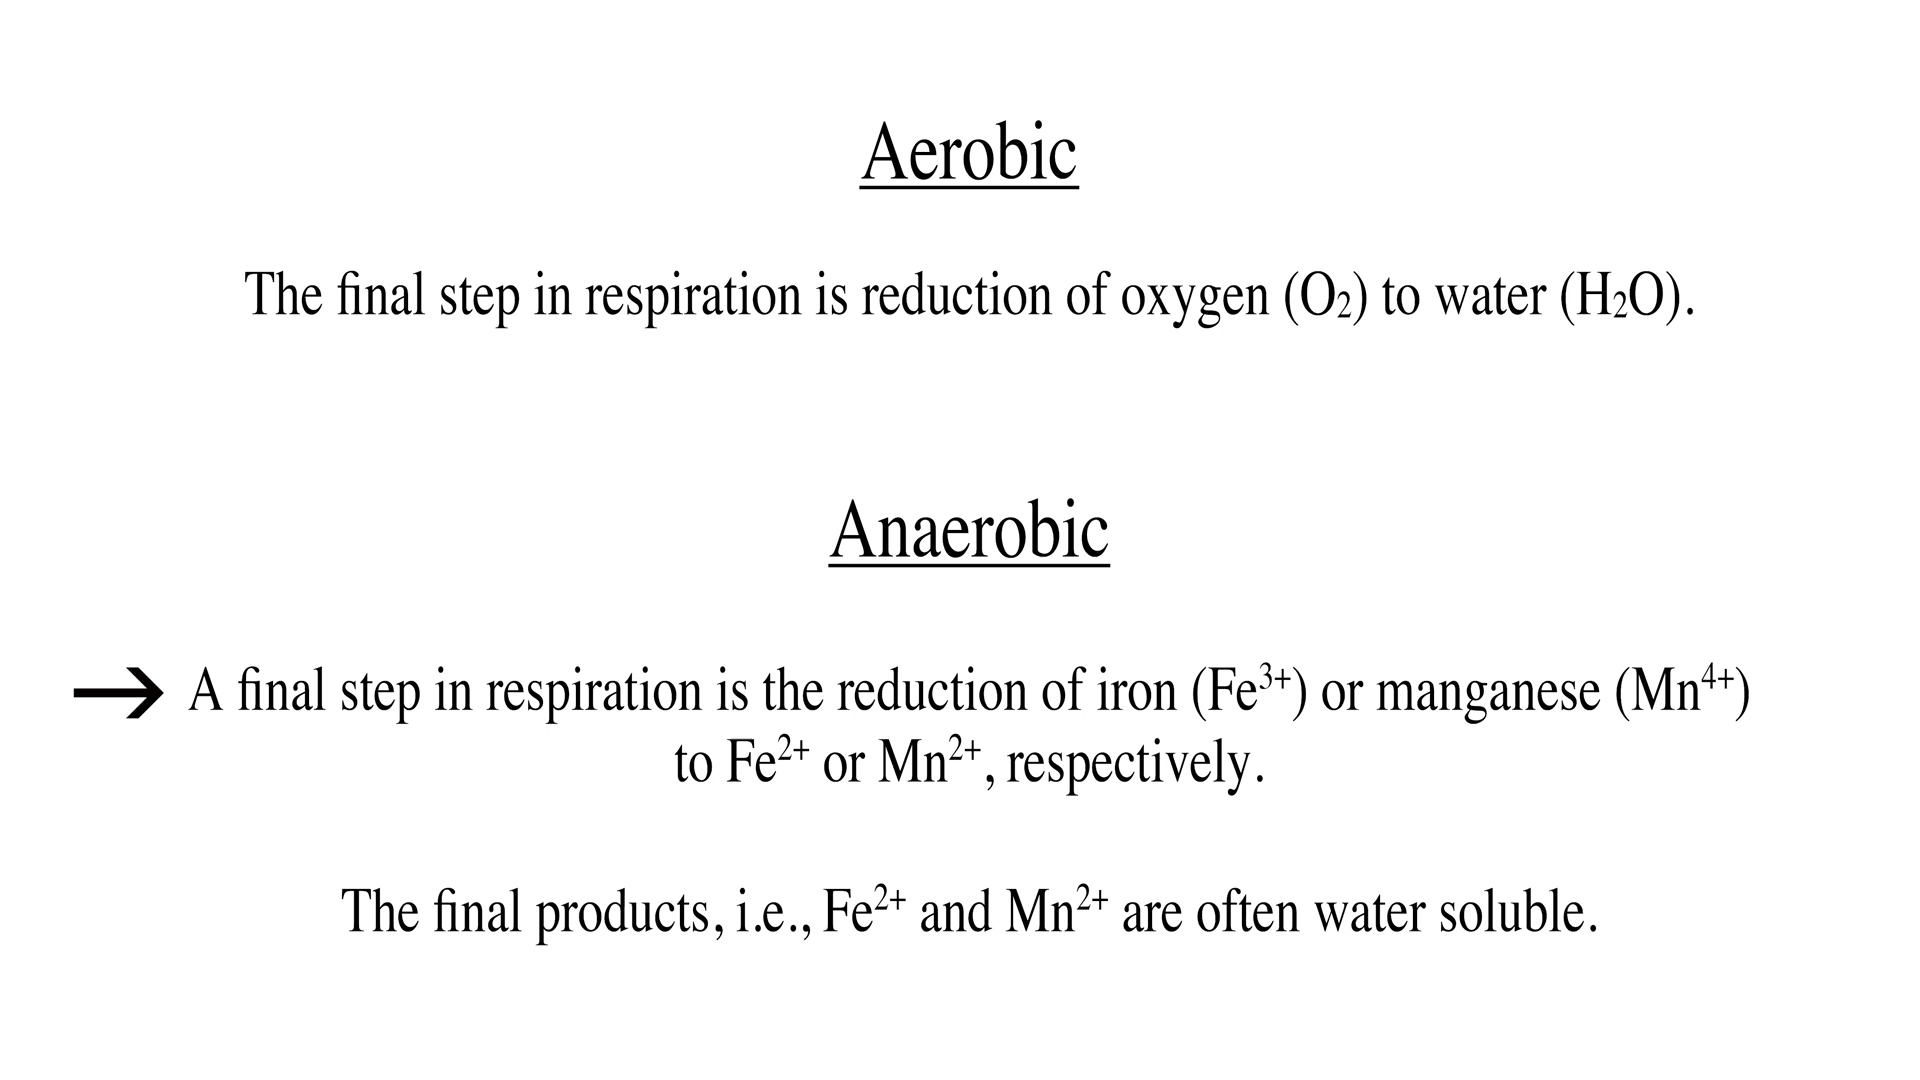 Aerobic
The final step in respiration is reduction of oxygen (O₂) to water (H₂O).
Anaerobic
→ A final step in respiration is the reduction of iron (Fe³⁺) or manganese (Mn⁴⁺)
to Fe²⁺ or Mn²⁺, respectively.
The final products, i.e., Fe²⁺ and Mn²⁺ are often water soluble.